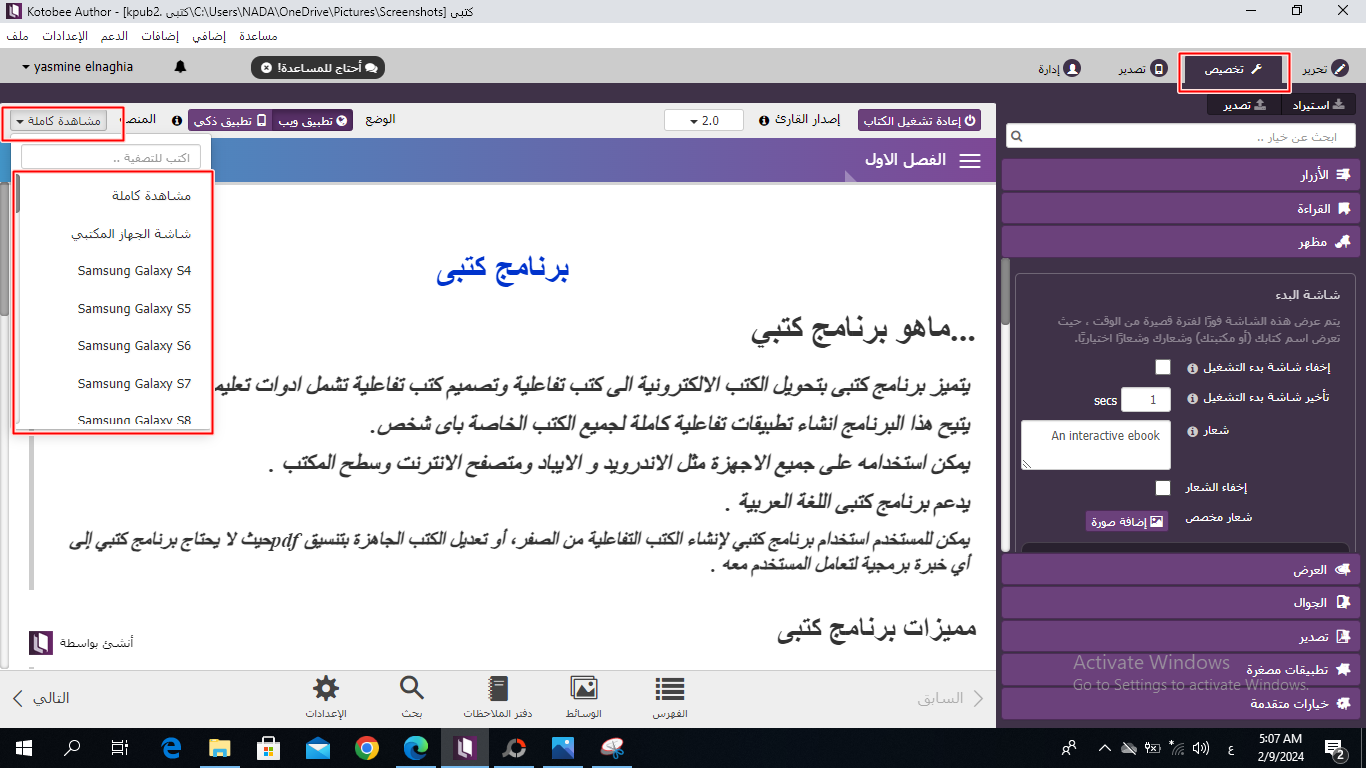 Kotobee Author - [kpub2. كتبى\C:\Users\NADA\OneDrive\Pictures\Screenshots] كتبى
ملف الإعدادات الدعم إضافات إضافي مساعدة
تحرير تخصيص تصدير إدارة أحتاج للمساعدة! yasmine elnaghia
استيراد تصدير
ابحث عن خيار ..
الأزرار
القراءة
مظهر
شاشة البدء
يتم عرض هذه الشاشة فورًا لفترة قصيرة من الوقت ، حيث
تعرض اسم كتابك (أو مكتبتك) وشعارك وشعارًا اختياريًا.
إخفاء شاشة بدء التشغيل
تأخير شاشة بدء التشغيل 1 secs
شعار An interactive ebook
إخفاء الشعار
شعار مخصص إضافة صورة
العرض
الجوال
تصدير
تطبيقات مصغرة
خيارات متقدمة
إعادة تشغيل الكتاب إصدار القارئ 2.0 الوضع تطبيق ويب تطبيق ذكي المنصة مشاهدة كاملة
اكتب للتصفية ..
مشاهدة كاملة
شاشة الجهاز المكتبي
Samsung Galaxy S4
Samsung Galaxy S5
Samsung Galaxy S6
Samsung Galaxy S7
Samsung Galaxy S8
الفصل الاول
برنامج كتبى
ماهو برنامج كتبي...
يتميز برنامج كتبى بتحويل الكتب الالكترونية الى كتب تفاعلية وتصميم كتب تفاعلية تشمل ادوات
يتيح هذا البرنامج انشاء تطبيقات تفاعلية كاملة لجميع الكتب الخاصة باى شخص.
يمكن استخدامه على جميع الاجهزة مثل الاندرويد و الايباد ومتصفح الانترنت وسطح المكتب .
يدعم برنامج كتبى اللغة العربية .
يمكن للمستخدم استخدام برنامج كتبي لإنشاء الكتب التفاعلية من الصفر، أو تعديل الكتب الجاهزة بتنسيق pdfحيث لا يحتاج برنامج كتبي إلى
أي خبرة برمجية لتعامل المستخدم معه .
مميزات برنامج كتبى
أنشئ بواسطة
السابق الفهرس الوسائط دفتر الملاحظات بحث الإعدادات التالي
Activate Windows
Go to Settings to activate Windows.
ع 5:07 AM
2/9/2024
2